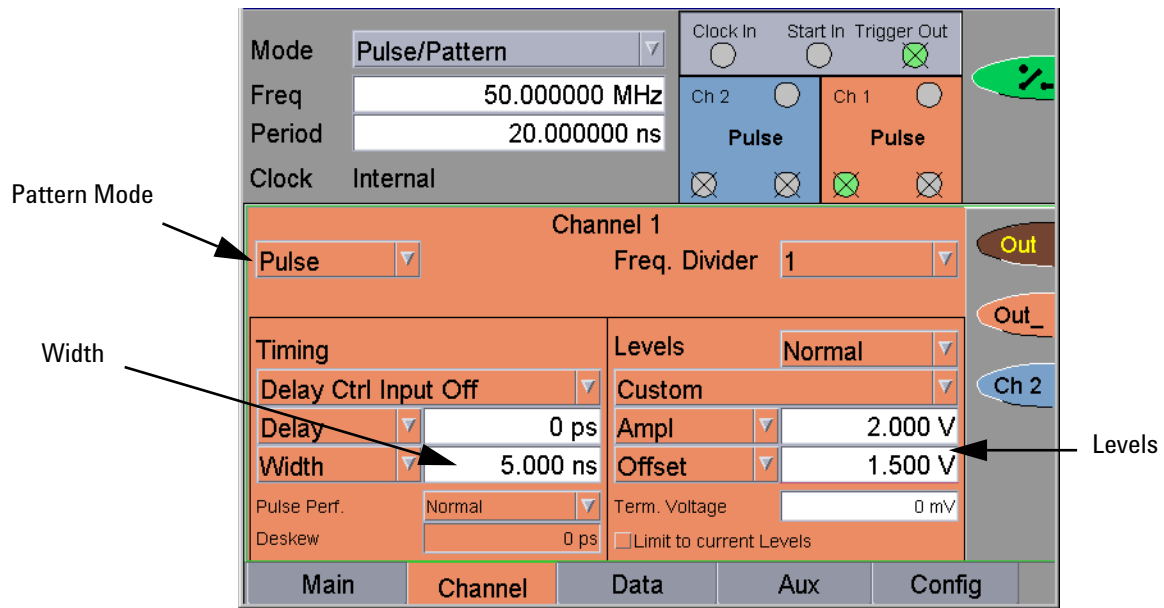 Mode Pulse/Pattern
Freq 50.000000 MHz
Period 20.000000 ns
Clock Internal
Clock In Start In Trigger Out
Ch 2 Ch 1
Pulse Pulse
Pattern Mode
Channel 1
Pulse Freq. Divider 1
Out
Out_
Ch 2
Width
Timing Levels Normal
Delay Ctrl Input Off Custom
Delay 0 ps Ampl 2.000 V
Width 5.000 ns Offset 1.500 V
Levels
Pulse Perf. Normal Term. Voltage 0 mV
Deskew 0 ps Limit to current Levels
Main Channel Data Aux Config